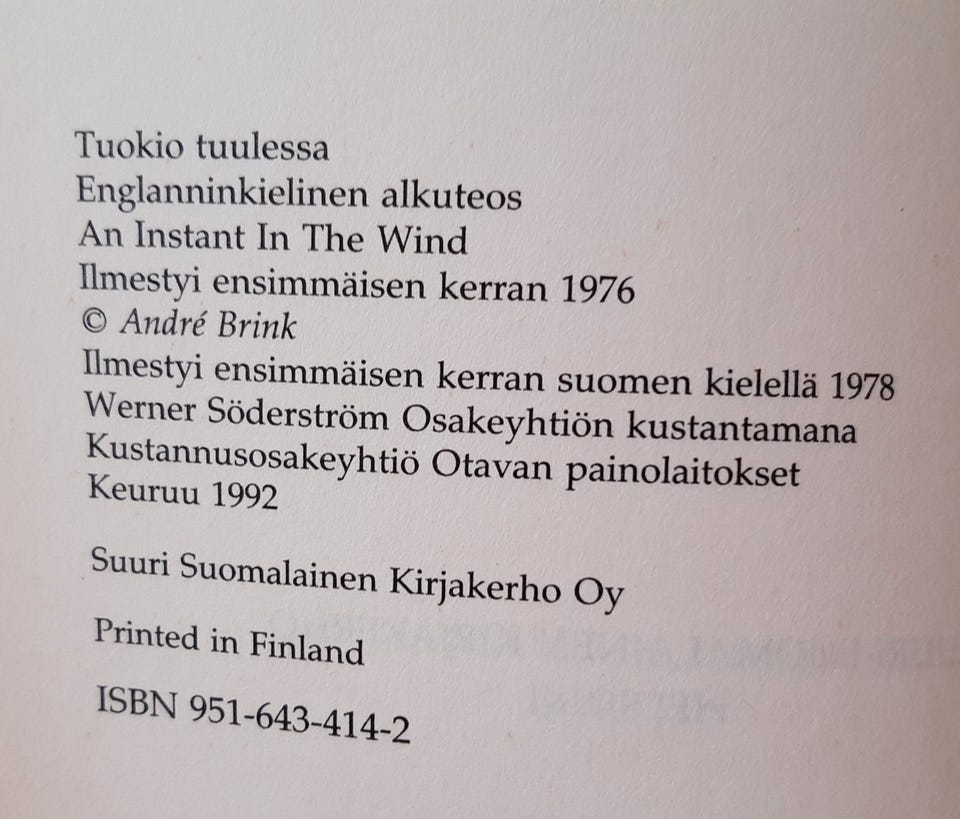 Tuokio tuulessa
Englanninkielinen alkuteos
An Instant In The Wind
Ilmestyi ensimmäisen kerran 1976
© André Brink
Ilmestyi ensimmäisen kerran suomen kielellä 1978
Werner Söderström Osakeyhtiön kustantamana
Kustannusosakeyhtiö Otavan painolaitokset
Keuruu 1992
Suuri Suomalainen Kirjakerho Oy
Printed in Finland
ISBN 951-643-414-2